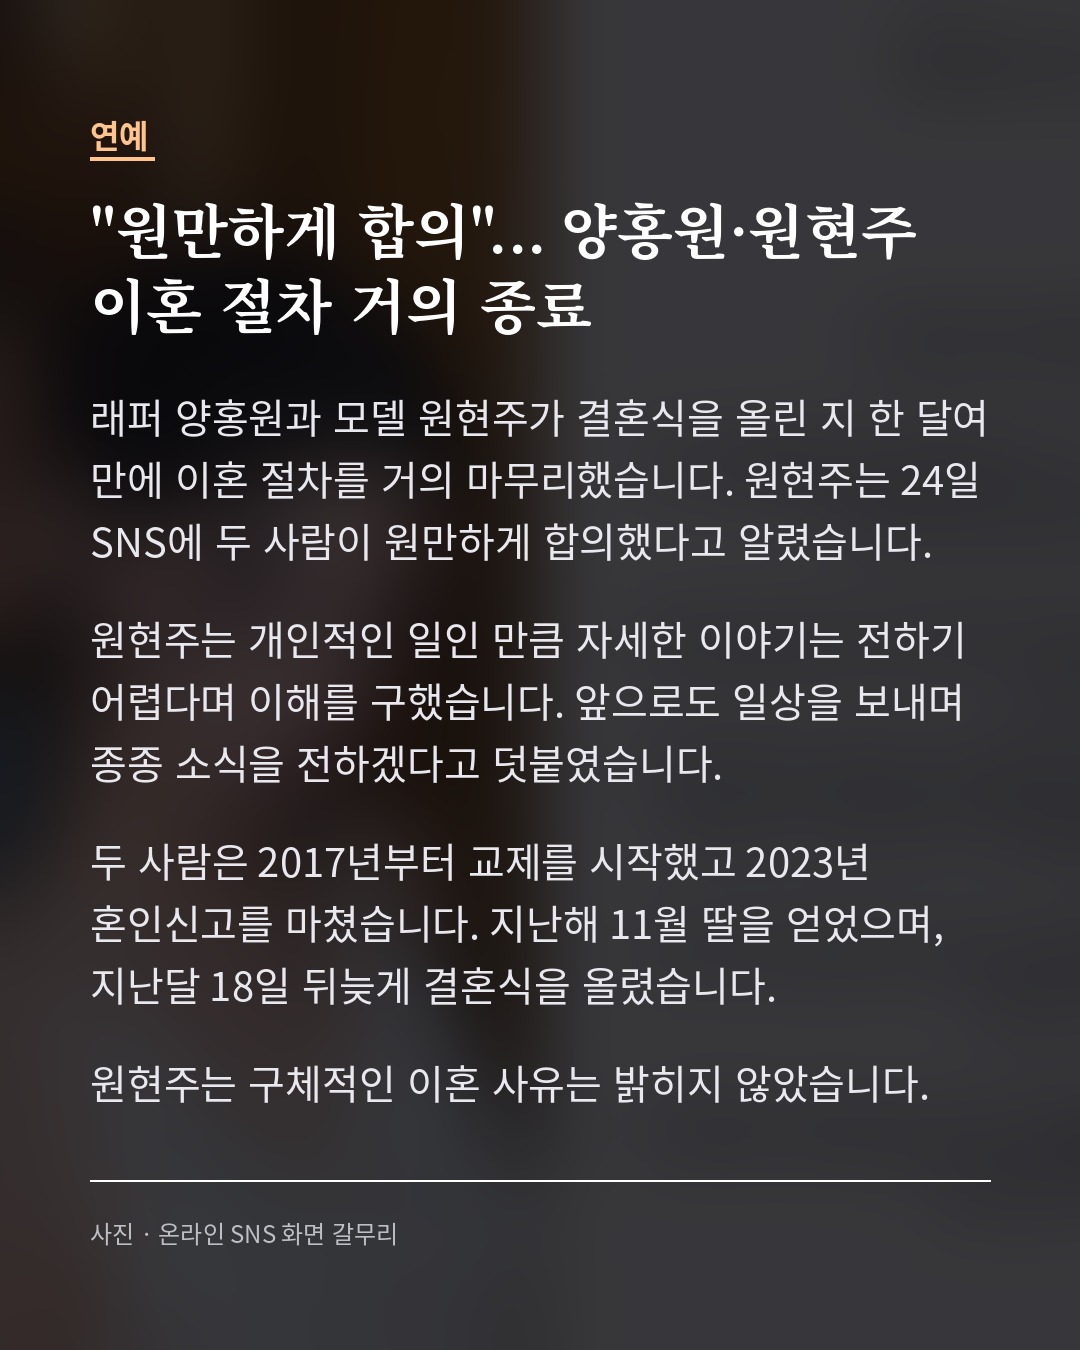 연예
"원만하게 합의"... 양홍원·원현주
이혼 절차 거의 종료
래퍼 양홍원과 모델 원현주가 결혼식을 올린 지 한 달여
만에 이혼 절차를 거의 마무리했습니다. 원현주는 24일
SNS에 두 사람이 원만하게 합의했다고 알렸습니다.
원현주는 개인적인 일인 만큼 자세한 이야기는 전하기
어렵다며 이해를 구했습니다. 앞으로도 일상을 보내며
종종 소식을 전하겠다고 덧붙였습니다.
두 사람은 2017년부터 교제를 시작했고 2023년
혼인신고를 마쳤습니다. 지난해 11월 딸을 얻었으며,
지난달 18일 뒤늦게 결혼식을 올렸습니다.
원현주는 구체적인 이혼 사유는 밝히지 않았습니다.
사진 · 온라인 SNS 화면 갈무리